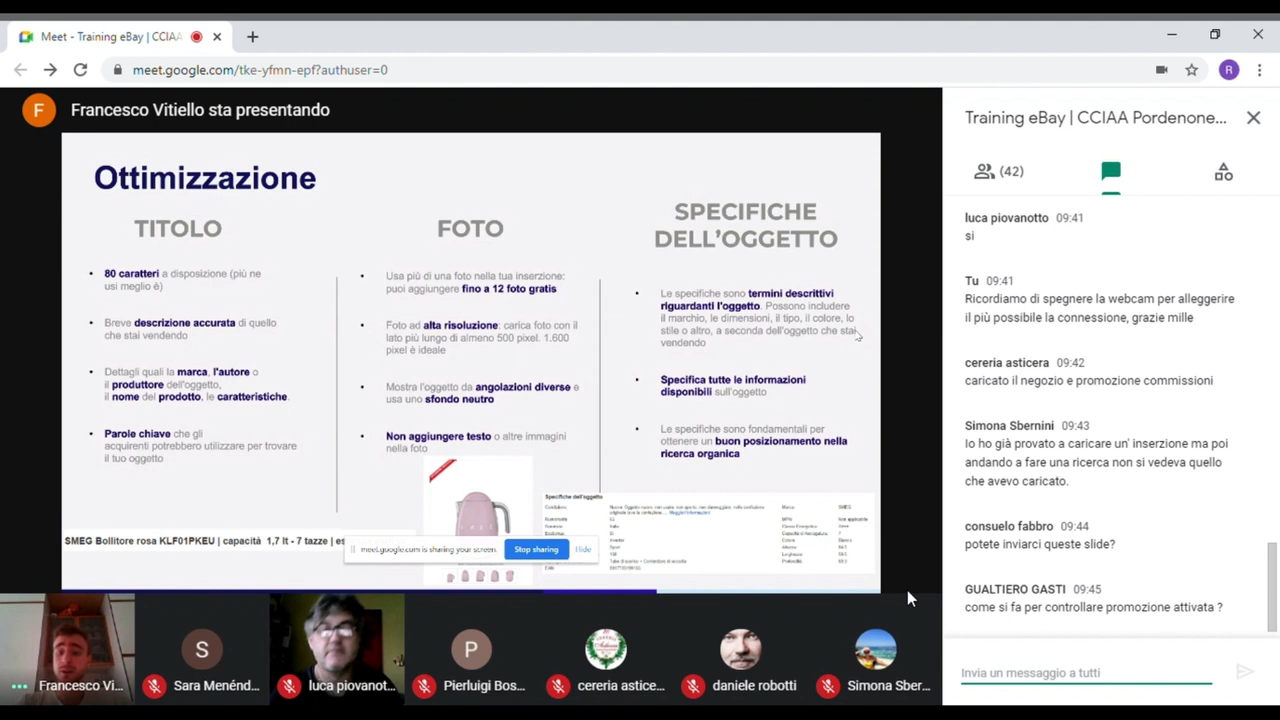 Meet - Training eBay | CCIAA
meet.google.com/tke-yfmn-epf?authuser=0
R
F
Francesco Vitiello sta presentando
Ottimizzazione
TITOLO
80 caratteri a disposizione (più ne
usi meglio è)
Breve descrizione accurata di quello
che stai vendendo
Dettagli quali la marca, l'autore o
il produttore dell'oggetto,
il nome del prodotto, le caratteristiche.
Parole chiave che gli
acquirenti potrebbero utilizzare per trovare
il tuo oggetto
SMEG Bollitore rosa KLF01PKEU | capacità 1,7 lt - 7 tazze | es
FOTO
Usa più di una foto nella tua inserzione:
puoi aggiungere fino a 12 foto gratis
Foto ad alta risoluzione: carica foto con il
lato più lungo di almeno 500 pixel. 1.600
pixel è ideale
Mostra l'oggetto da angolazioni diverse e
usa uno sfondo neutro
Non aggiungere testo o altre immagini
nella foto
SPECIFICHE
DELL'OGGETTO
Le specifiche sono termini descrittivi
riguardanti l'oggetto. Possono includere
il marchio, le dimensioni, il tipo, il colore, lo
stile o altro, a seconda dell'oggetto che stai
vendendo
Specifica tutte le informazioni
disponibili sull'oggetto
Le specifiche sono fondamentali per
ottenere un buon posizionamento nella
ricerca organica
Specifiche dell'oggetto
Marca: SMEG
meet.google.com is sharing your screen.
Stop sharing
Hide
Francesco Vi...
S
Sara Menénd...
luca piovanot...
P
Pierluigi Bos...
cereria astice...
daniele robotti
Simona Sber...
Training eBay | CCIAA Pordenone...
(42)
luca piovanotto 09:41
si
Tu 09:41
Ricordiamo di spegnere la webcam per alleggerire
il più possibile la connessione, grazie mille
cereria asticera 09:42
caricato il negozio e promozione commissioni
Simona Sbernini 09:43
Io ho già provato a caricare un' inserzione ma poi
andando a fare una ricerca non si vedeva quello
che avevo caricato.
consuelo fabbro 09:44
potete inviarci queste slide?
GUALTIERO GASTI 09:45
come si fa per controllare promozione attivata ?
Invia un messaggio a tutti